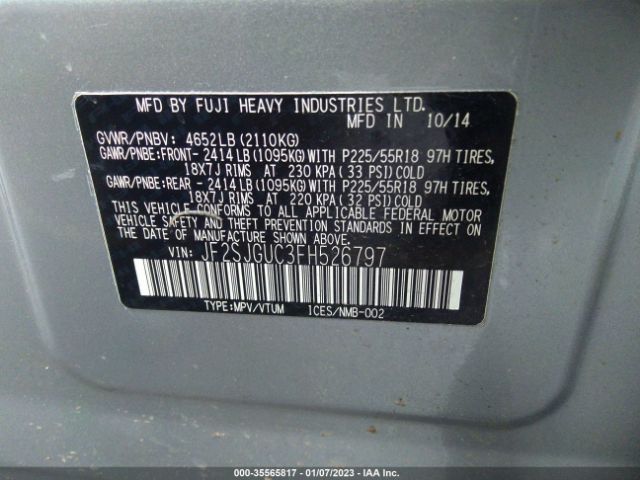 MFD BY FUJI HEAVY INDUSTRIES LTD.
MFD IN 10/14
GVWR/PNBV: 4652LB (2110KG)
GAWR/PNBE:FRONT- 2414LB(1095KG)WITH P225/55R18 97H TIRES,
18X7J RIMS AT 230 KPA(33 PSI)COLD
GAWR/PNBE:REAR - 2414LB(1095KG)WITH P225/55R18 97H TIRES,
18X7J RIMS AT 220 KPA(32 PSI)COLD
THIS VEHICLE CONFORMS TO ALL APPLICABLE FEDERAL MOTOR
VEHICLE SAFETY AND THEFT PREVENTION STANDARDS IN EFFECT ON
THE DATE OF MANUFACTURE SHOWN ABOVE.
VIN: JF2SJGUC3FH526797
TYPE:MPV/VTUM ICES/NMB-002
000-35565817 - 01/07/2023 - IAA Inc.